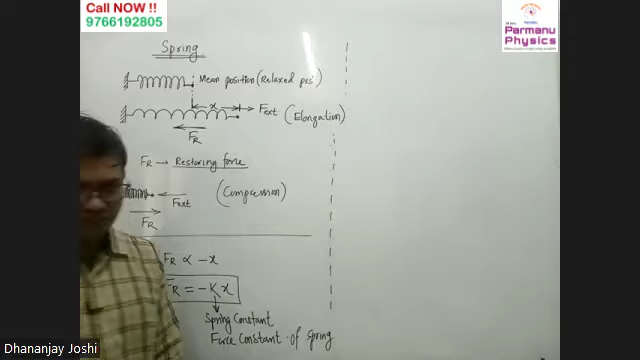 Call NOW !!
9766192805
Parmanu
Physics
Spring
Mean position (Relaxed posⁿ)
x
Fext (Elongation)
FR
FR → Restoring force
Fext (Compression)
FR
FR ∝ -x
FR = -Kx
Spring Constant
Force Constant of spring
Dhananjay Joshi